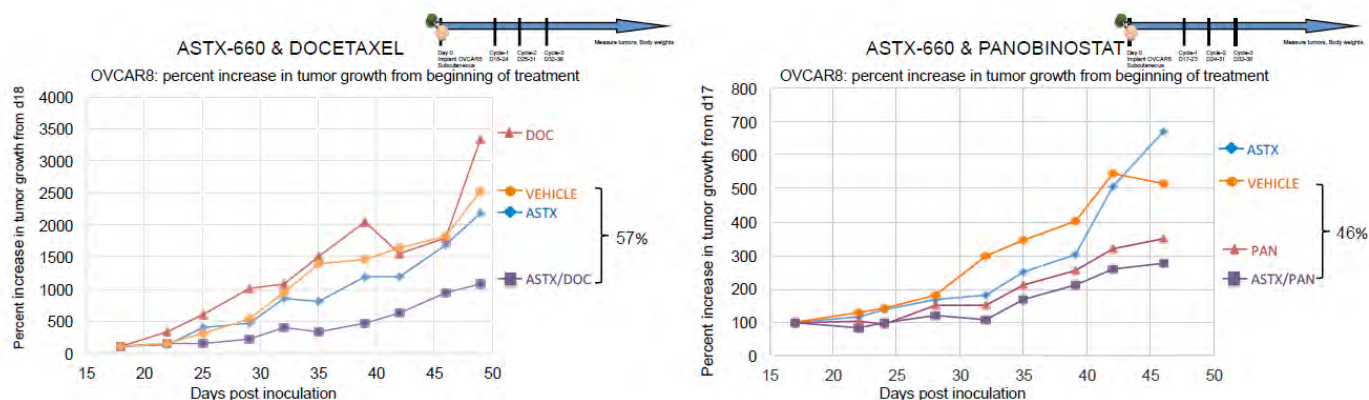 ASTX-660 & DOCETAXEL
Day 0
Implant OVCAR8
Subcutaneous
Cycle-1
D18-24
Cycle-2
D25-31
Cycle-3
D32-38
Measure tumors, Body weights
OVCAR8: percent increase in tumor growth from beginning of treatment
Percent increase in tumor growth from d18
4000
3500
3000
2500
2000
1500
1000
500
0
15
20
25
30
35
40
45
50
Days post inoculation
DOC
VEHICLE
ASTX
ASTX/DOC
57%
ASTX-660 & PANOBINOSTAT
Day 0
Implant OVCAR8
Subcutaneous
Cycle-1
D17-23
Cycle-2
D24-31
Cycle-3
D32-38
Measure tumors, Body weights
OVCAR8: percent increase in tumor growth from beginning of treatment
Percent increase in tumor growth from d17
800
700
600
500
400
300
200
100
0
15
20
25
30
35
40
45
50
Days post inoculation
ASTX
VEHICLE
PAN
ASTX/PAN
46%